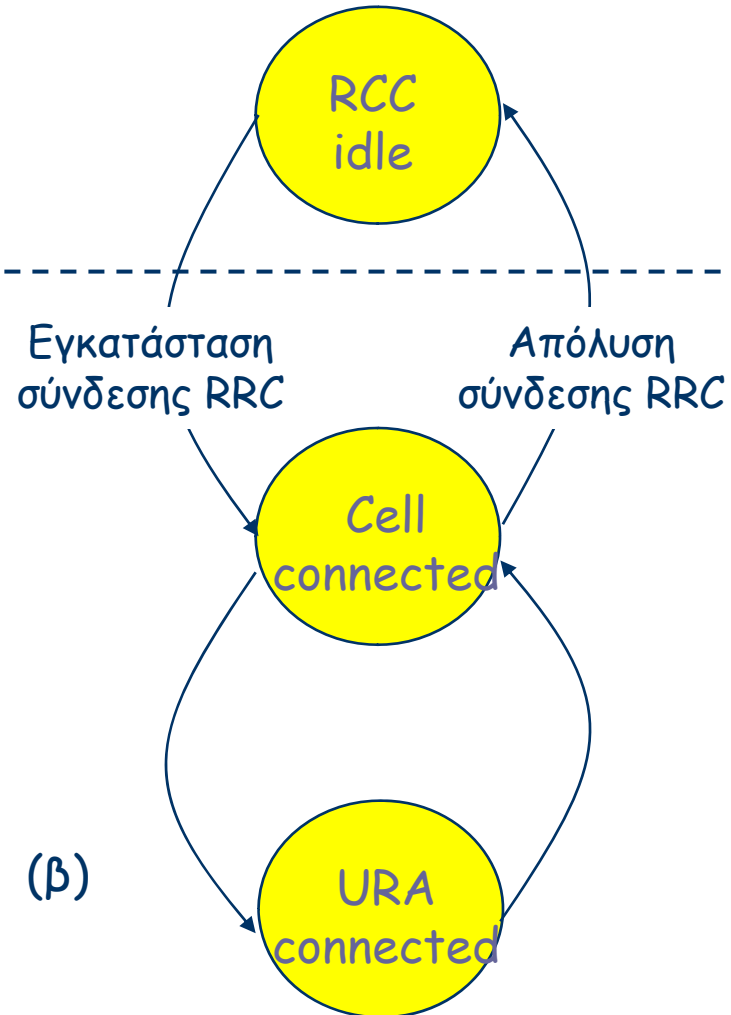 RCC
idle
Εγκατάσταση
σύνδεσης RRC
Απόλυση
σύνδεσης RRC
Cell
connected
(β)
URA
connected